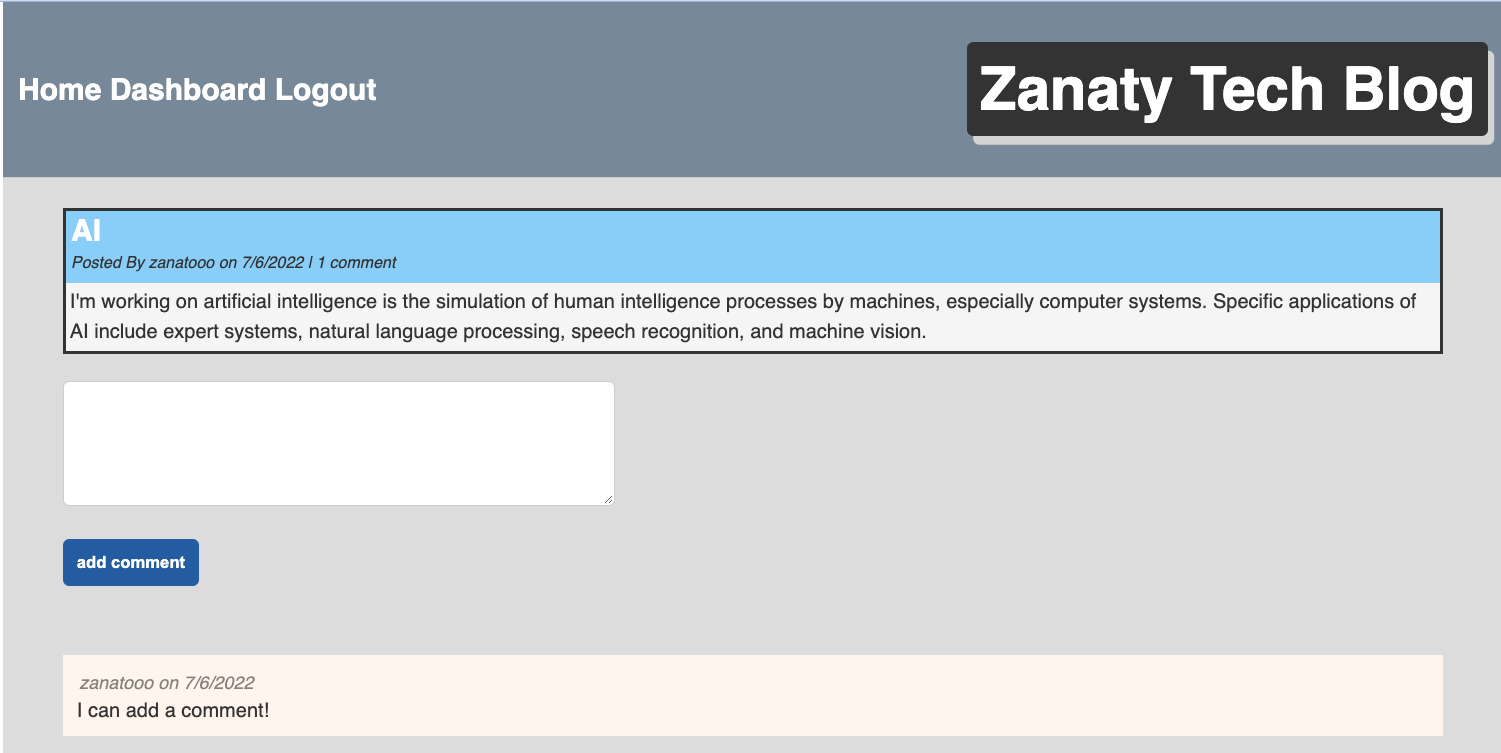 Home Dashboard Logout
Zanaty Tech Blog
AI
Posted By zanatooo on 7/6/2022 | 1 comment
I'm working on artificial intelligence is the simulation of human intelligence processes by machines, especially computer systems. Specific applications of
AI include expert systems, natural language processing, speech recognition, and machine vision.
add comment
zanatooo on 7/6/2022
I can add a comment!